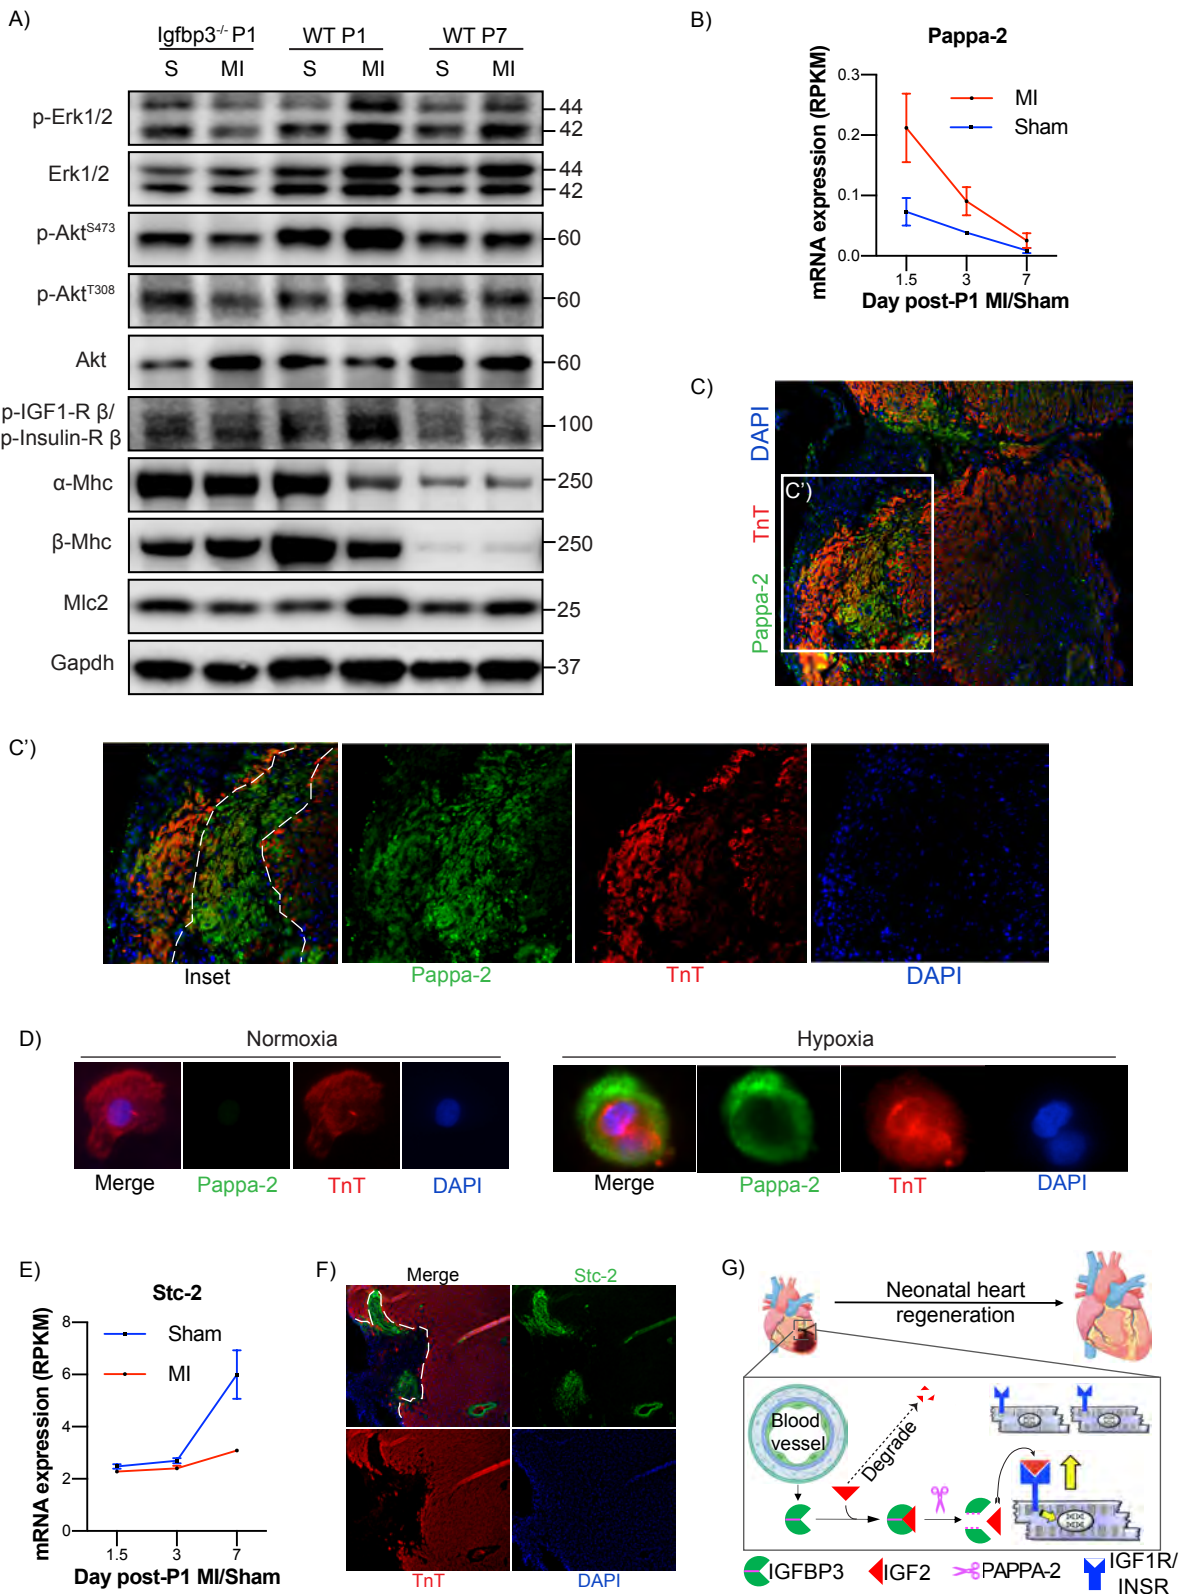 A)
Igfbp3-/- P1 WT P1 WT P7
S MI S MI S MI
p-Erk1/2 44
42
Erk1/2 44
42
p-AktS473 60
p-AktT308 60
Akt 60
p-IGF1-R β/
p-Insulin-R β 100
α-Mhc 250
β-Mhc 250
Mlc2 25
Gapdh 37
B)
Pappa-2
mRNA expression (RPKM)
0.3
0.2
0.1
0.0
MI
Sham
1.5 3 7
Day post-P1 MI/Sham
C)
Pappa-2 TnT DAPI
C')
C')
Inset Pappa-2 TnT DAPI
D)
Normoxia Hypoxia
Merge Pappa-2 TnT DAPI Merge Pappa-2 TnT DAPI
E)
Stc-2
mRNA expression (RPKM)
8
6
4
2
0
Sham
MI
1.5 3 7
Day post-P1 MI/Sham
F)
Merge Stc-2
TnT DAPI
G)
Neonatal heart
regeneration
Blood
vessel
Degrade
IGFBP3 IGF2 PAPPA-2 IGF1R/
INSR